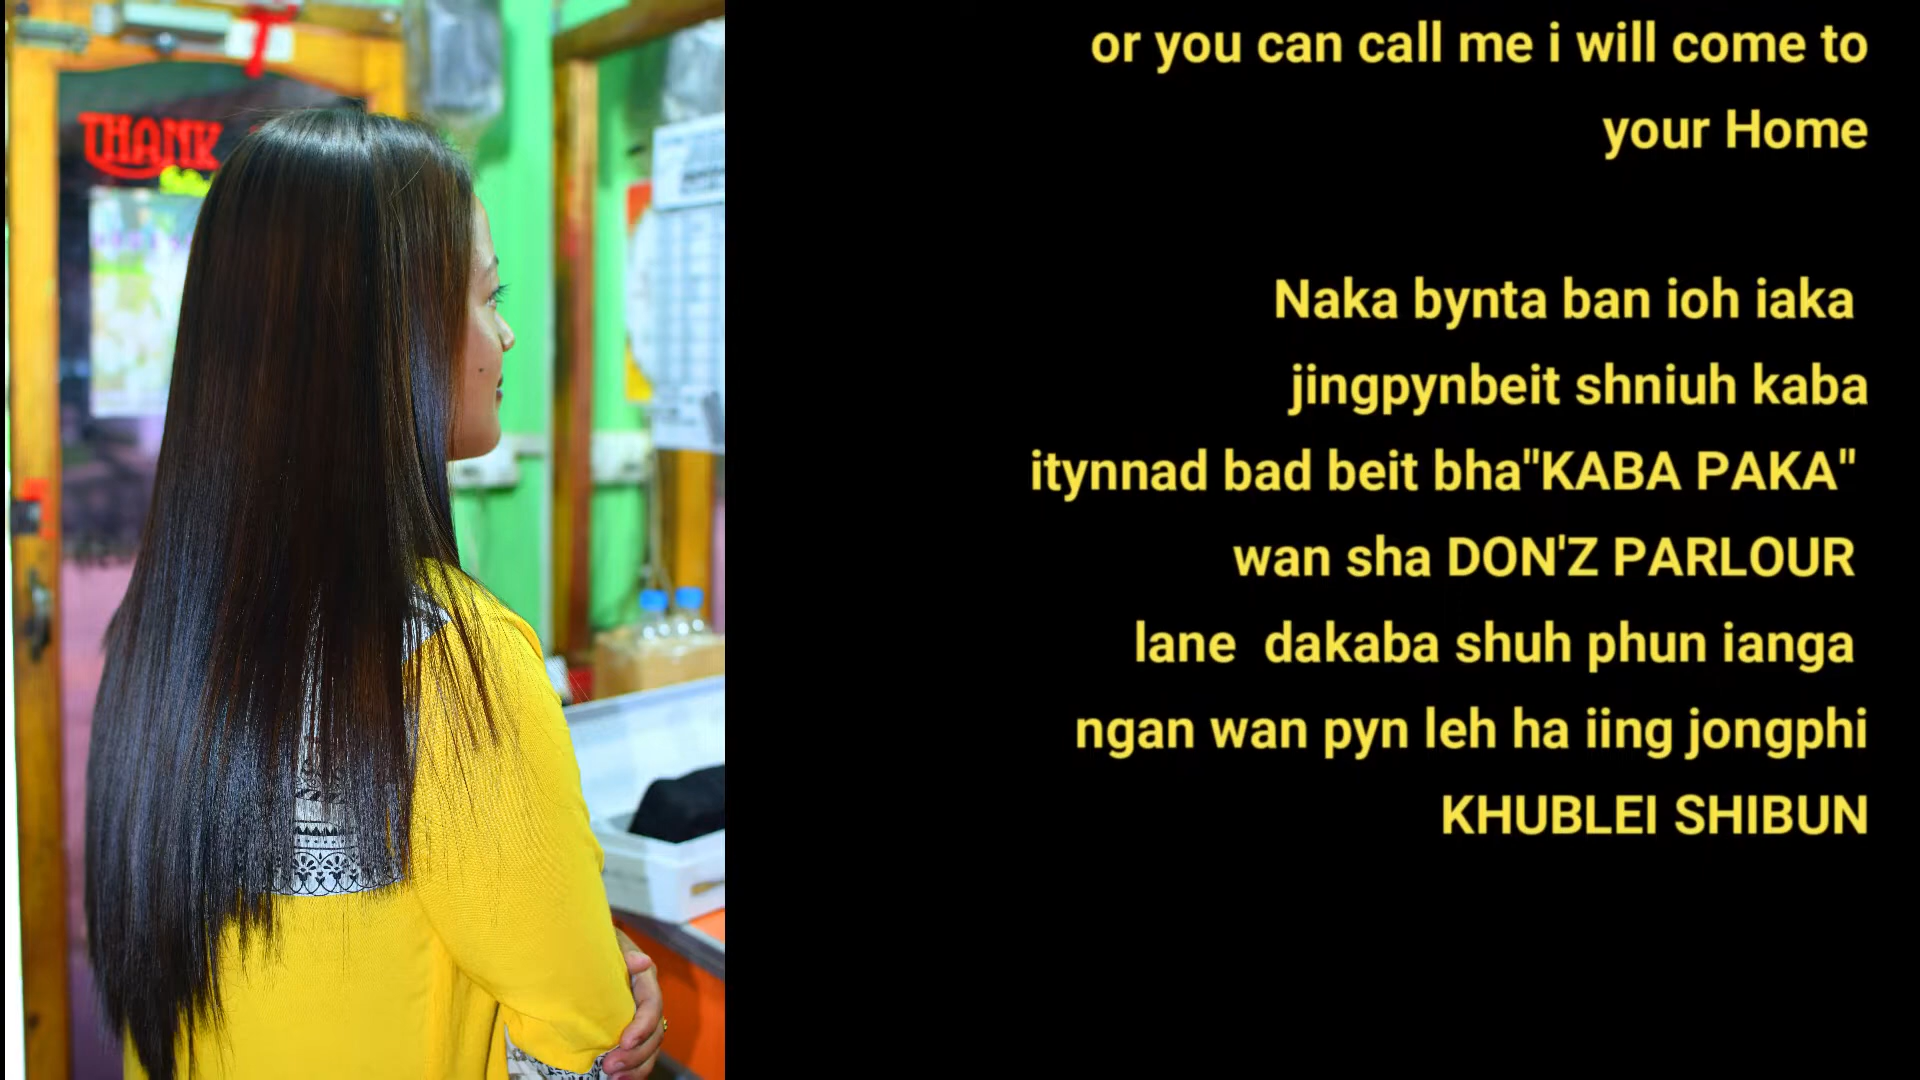 THANK
or you can call me i will come to
your Home
Naka bynta ban ioh iaka
jingpynbeit shniuh kaba
itynnad bad beit bha"KABA PAKA"
wan sha DON'Z PARLOUR
lane dakaba shuh phun ianga
ngan wan pyn leh ha iing jongphi
KHUBLEI SHIBUN